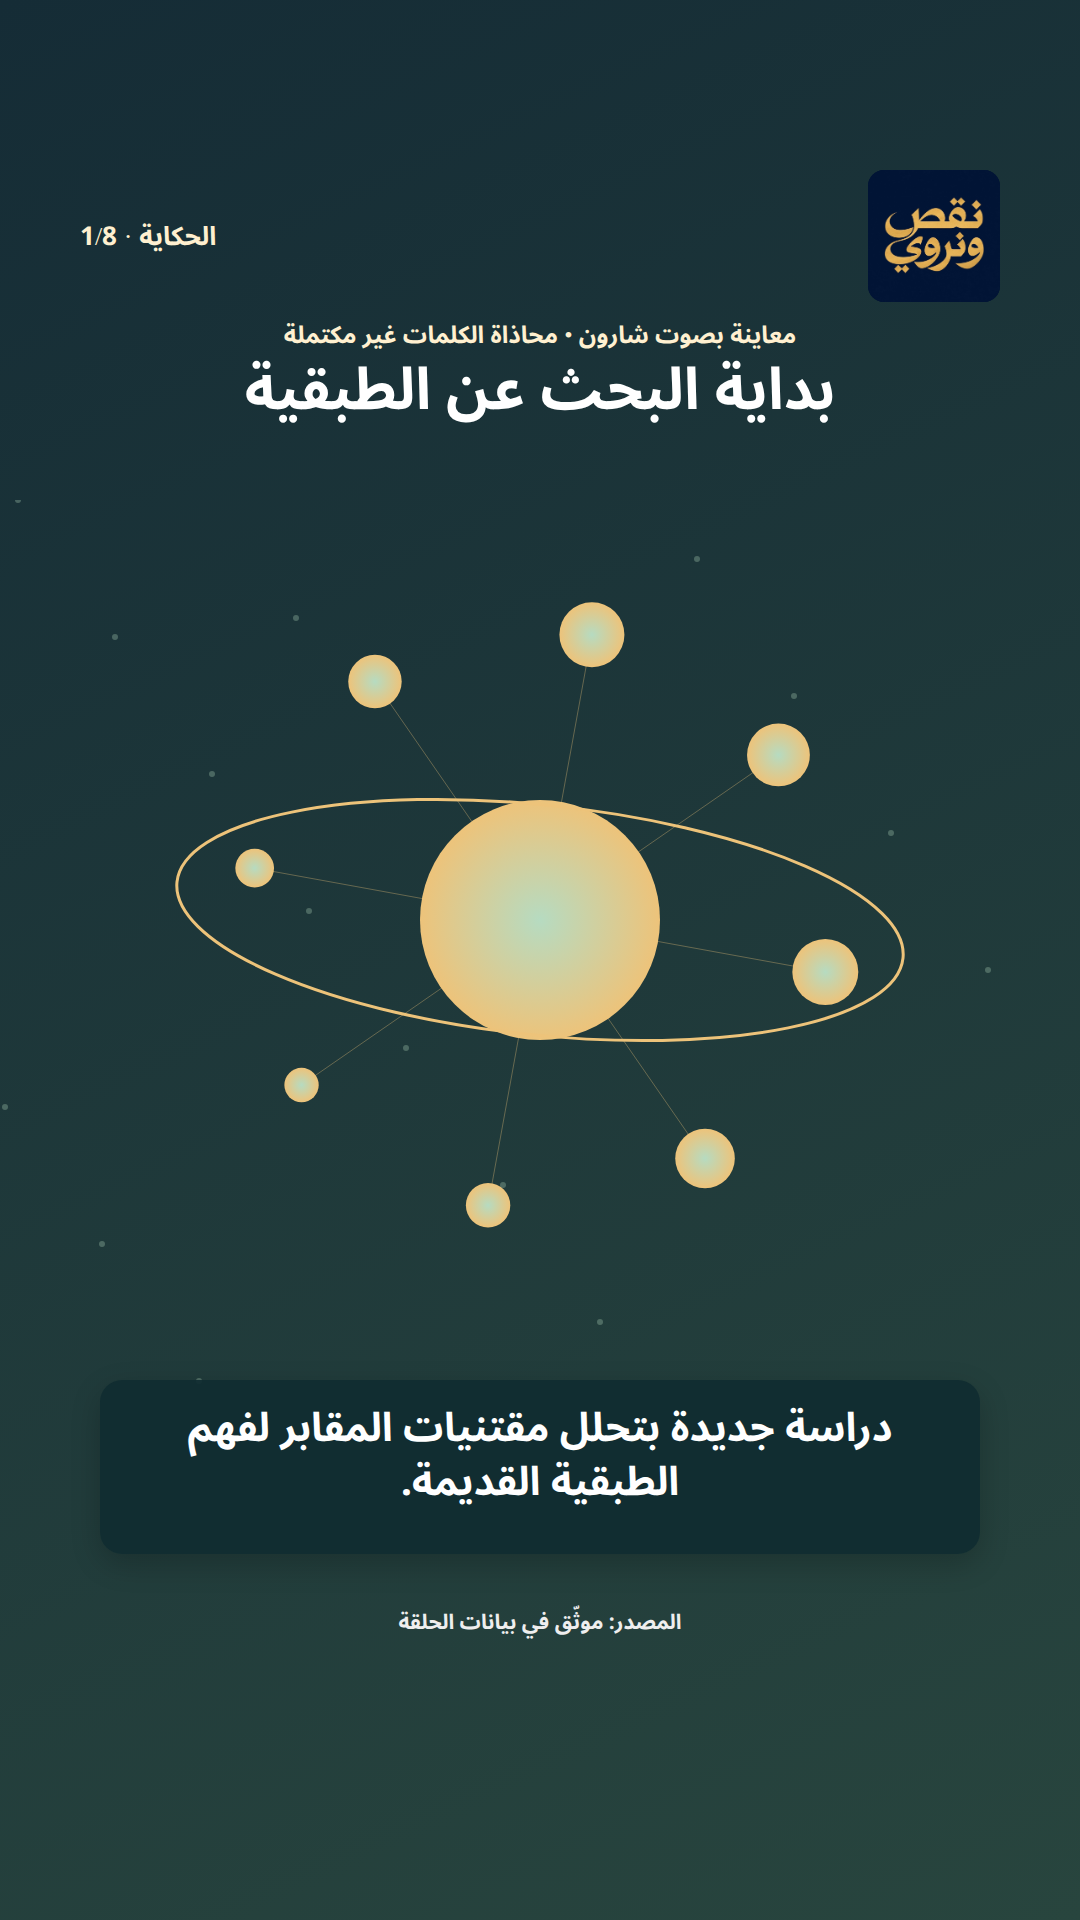 نقص
ونروي
الحكاية · 1/8
معاينة بصوت شارون • محاذاة الكلمات غير مكتملة
بداية البحث عن الطبقية
دراسة جديدة بتحلل مقتنيات المقابر لفهم
الطبقية القديمة.
المصدر: موثّق في بيانات الحلقة